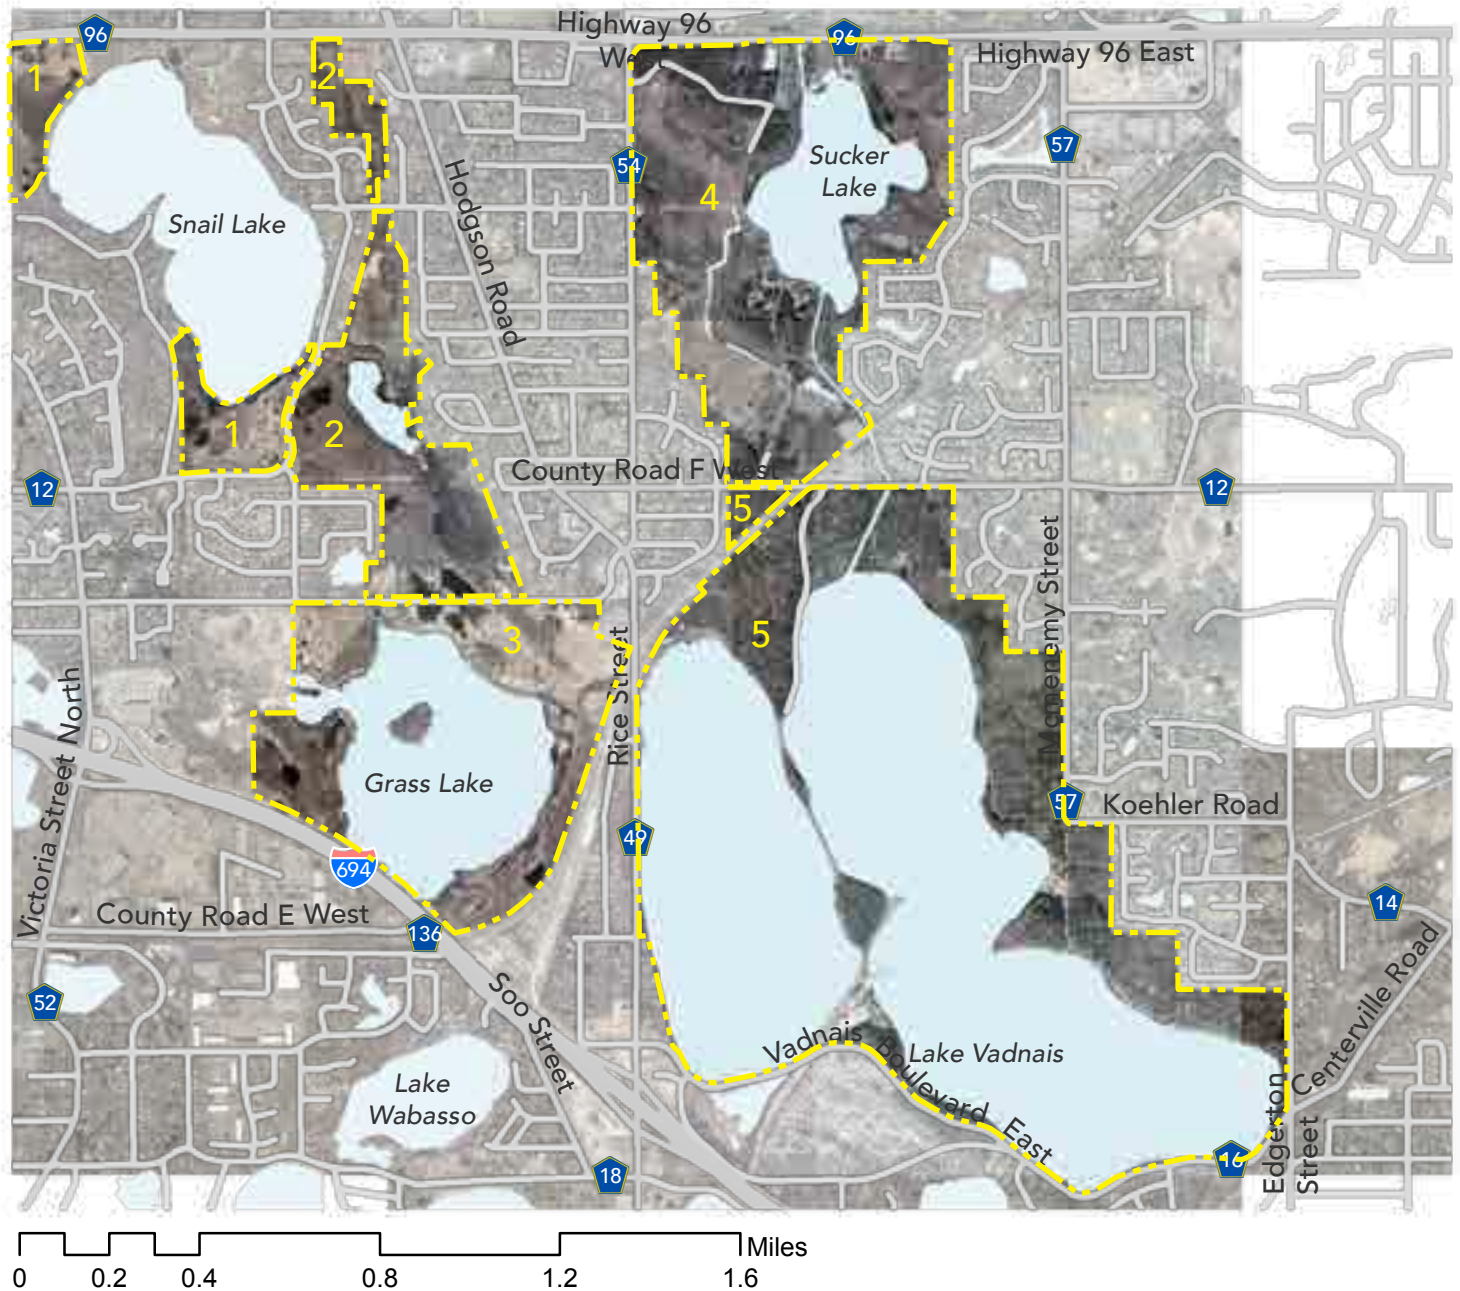 Highway 96
West
96
96
Highway 96 East
1
2
54
57
Sucker
Lake
4
Hodgson Road
Snail Lake
1
2
12
County Road F West
12
5
Mcmenemy Street
3
5
Rice Street
Victoria Street North
Grass Lake
57
Koehler Road
49
694
14
County Road E West
136
Centerville Road
52
Soo Street
Vadnais Boulevard East
Lake Vadnais
Lake
Wabasso
Edgerton
Street
16
18
Miles
0 0.2 0.4 0.8 1.2 1.6